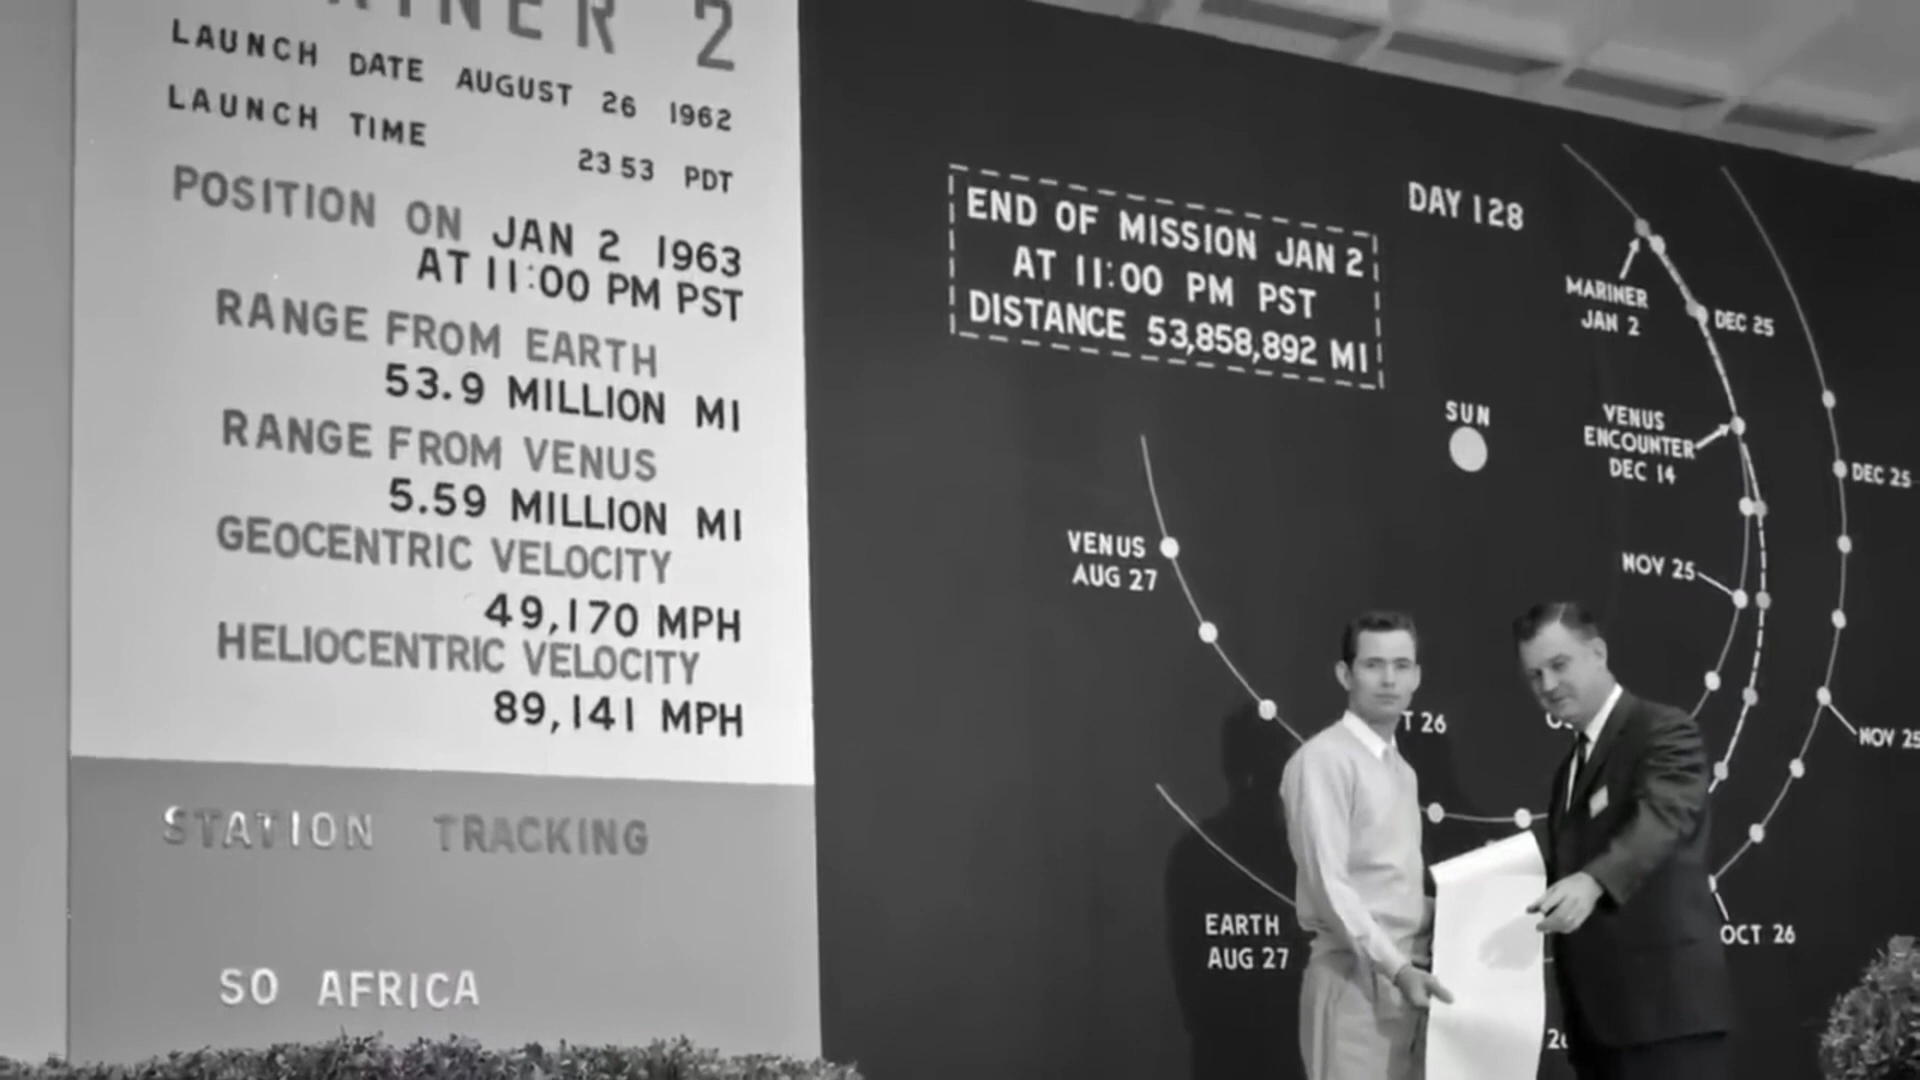 2
LAUNCH DATE AUGUST 26 1962
LAUNCH TIME 23 53 PDT
POSITION ON JAN 2 1963
AT 11:00 PM PST
RANGE FROM EARTH
53.9 MILLION MI
RANGE FROM VENUS
5.59 MILLION MI
GEOCENTRIC VELOCITY
49,170 MPH
HELIOCENTRIC VELOCITY
89,141 MPH
STATION TRACKING
SO AFRICA
END OF MISSION JAN 2
AT 11:00 PM PST
DISTANCE 53,858,892 MI
DAY 128
MARINER
JAN 2
DEC 25
SUN
VENUS
ENCOUNTER
DEC 14
DEC 25
VENUS
AUG 27
NOV 25
T 26
NOV 25
EARTH
AUG 27
OCT 26